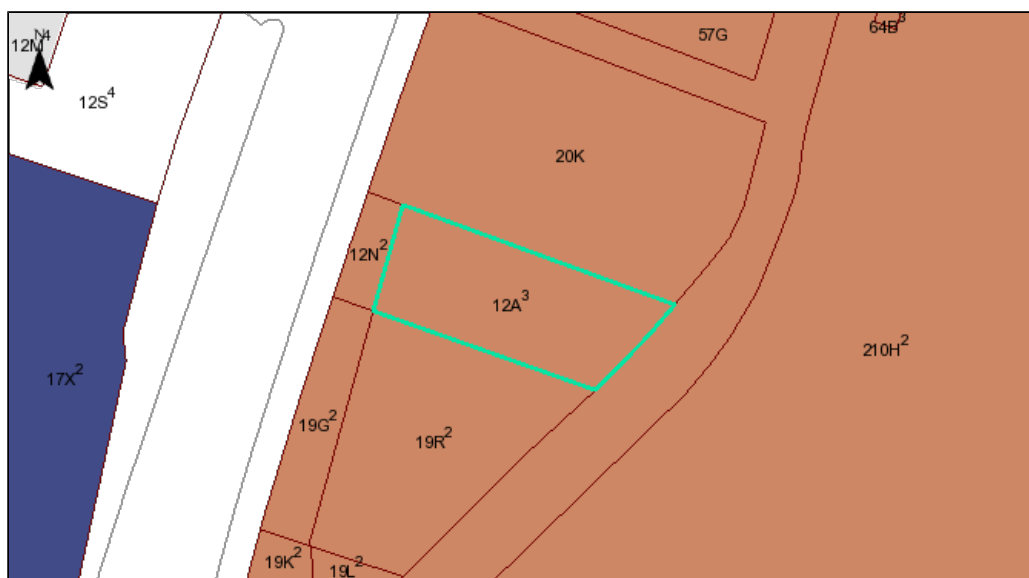 64B³
57G
12M⁴
N
12S⁴
20K
12N²
12A³
210H²
17X²
19G²
19R²
19K²
19L²